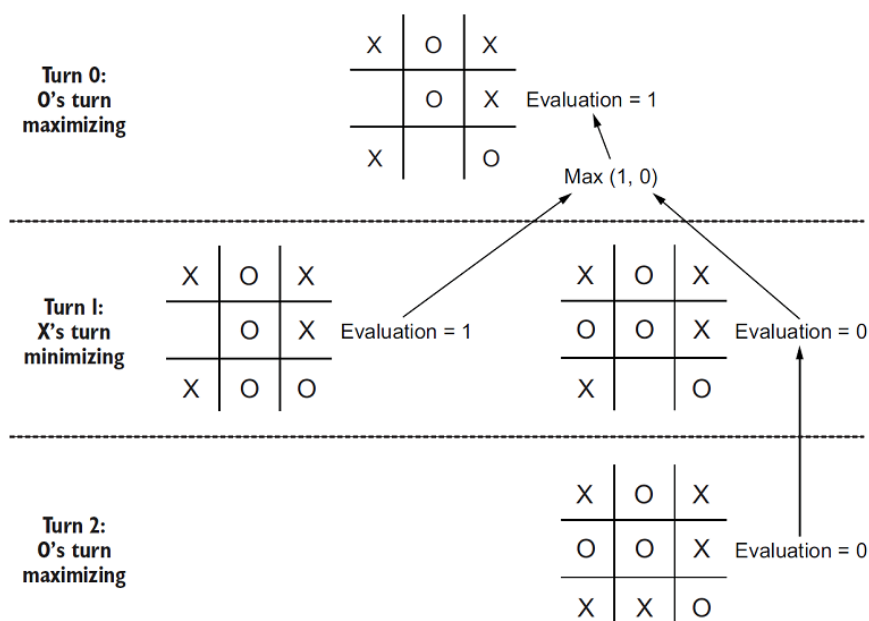 Turn 0:
O's turn
maximizing
X O X
O X
X O
Evaluation = 1
Max (1, 0)
Turn 1:
X's turn
minimizing
X O X
O X
X O O
Evaluation = 1
X O X
O O X
X O
Evaluation = 0
Turn 2:
O's turn
maximizing
X O X
O O X
X X O
Evaluation = 0